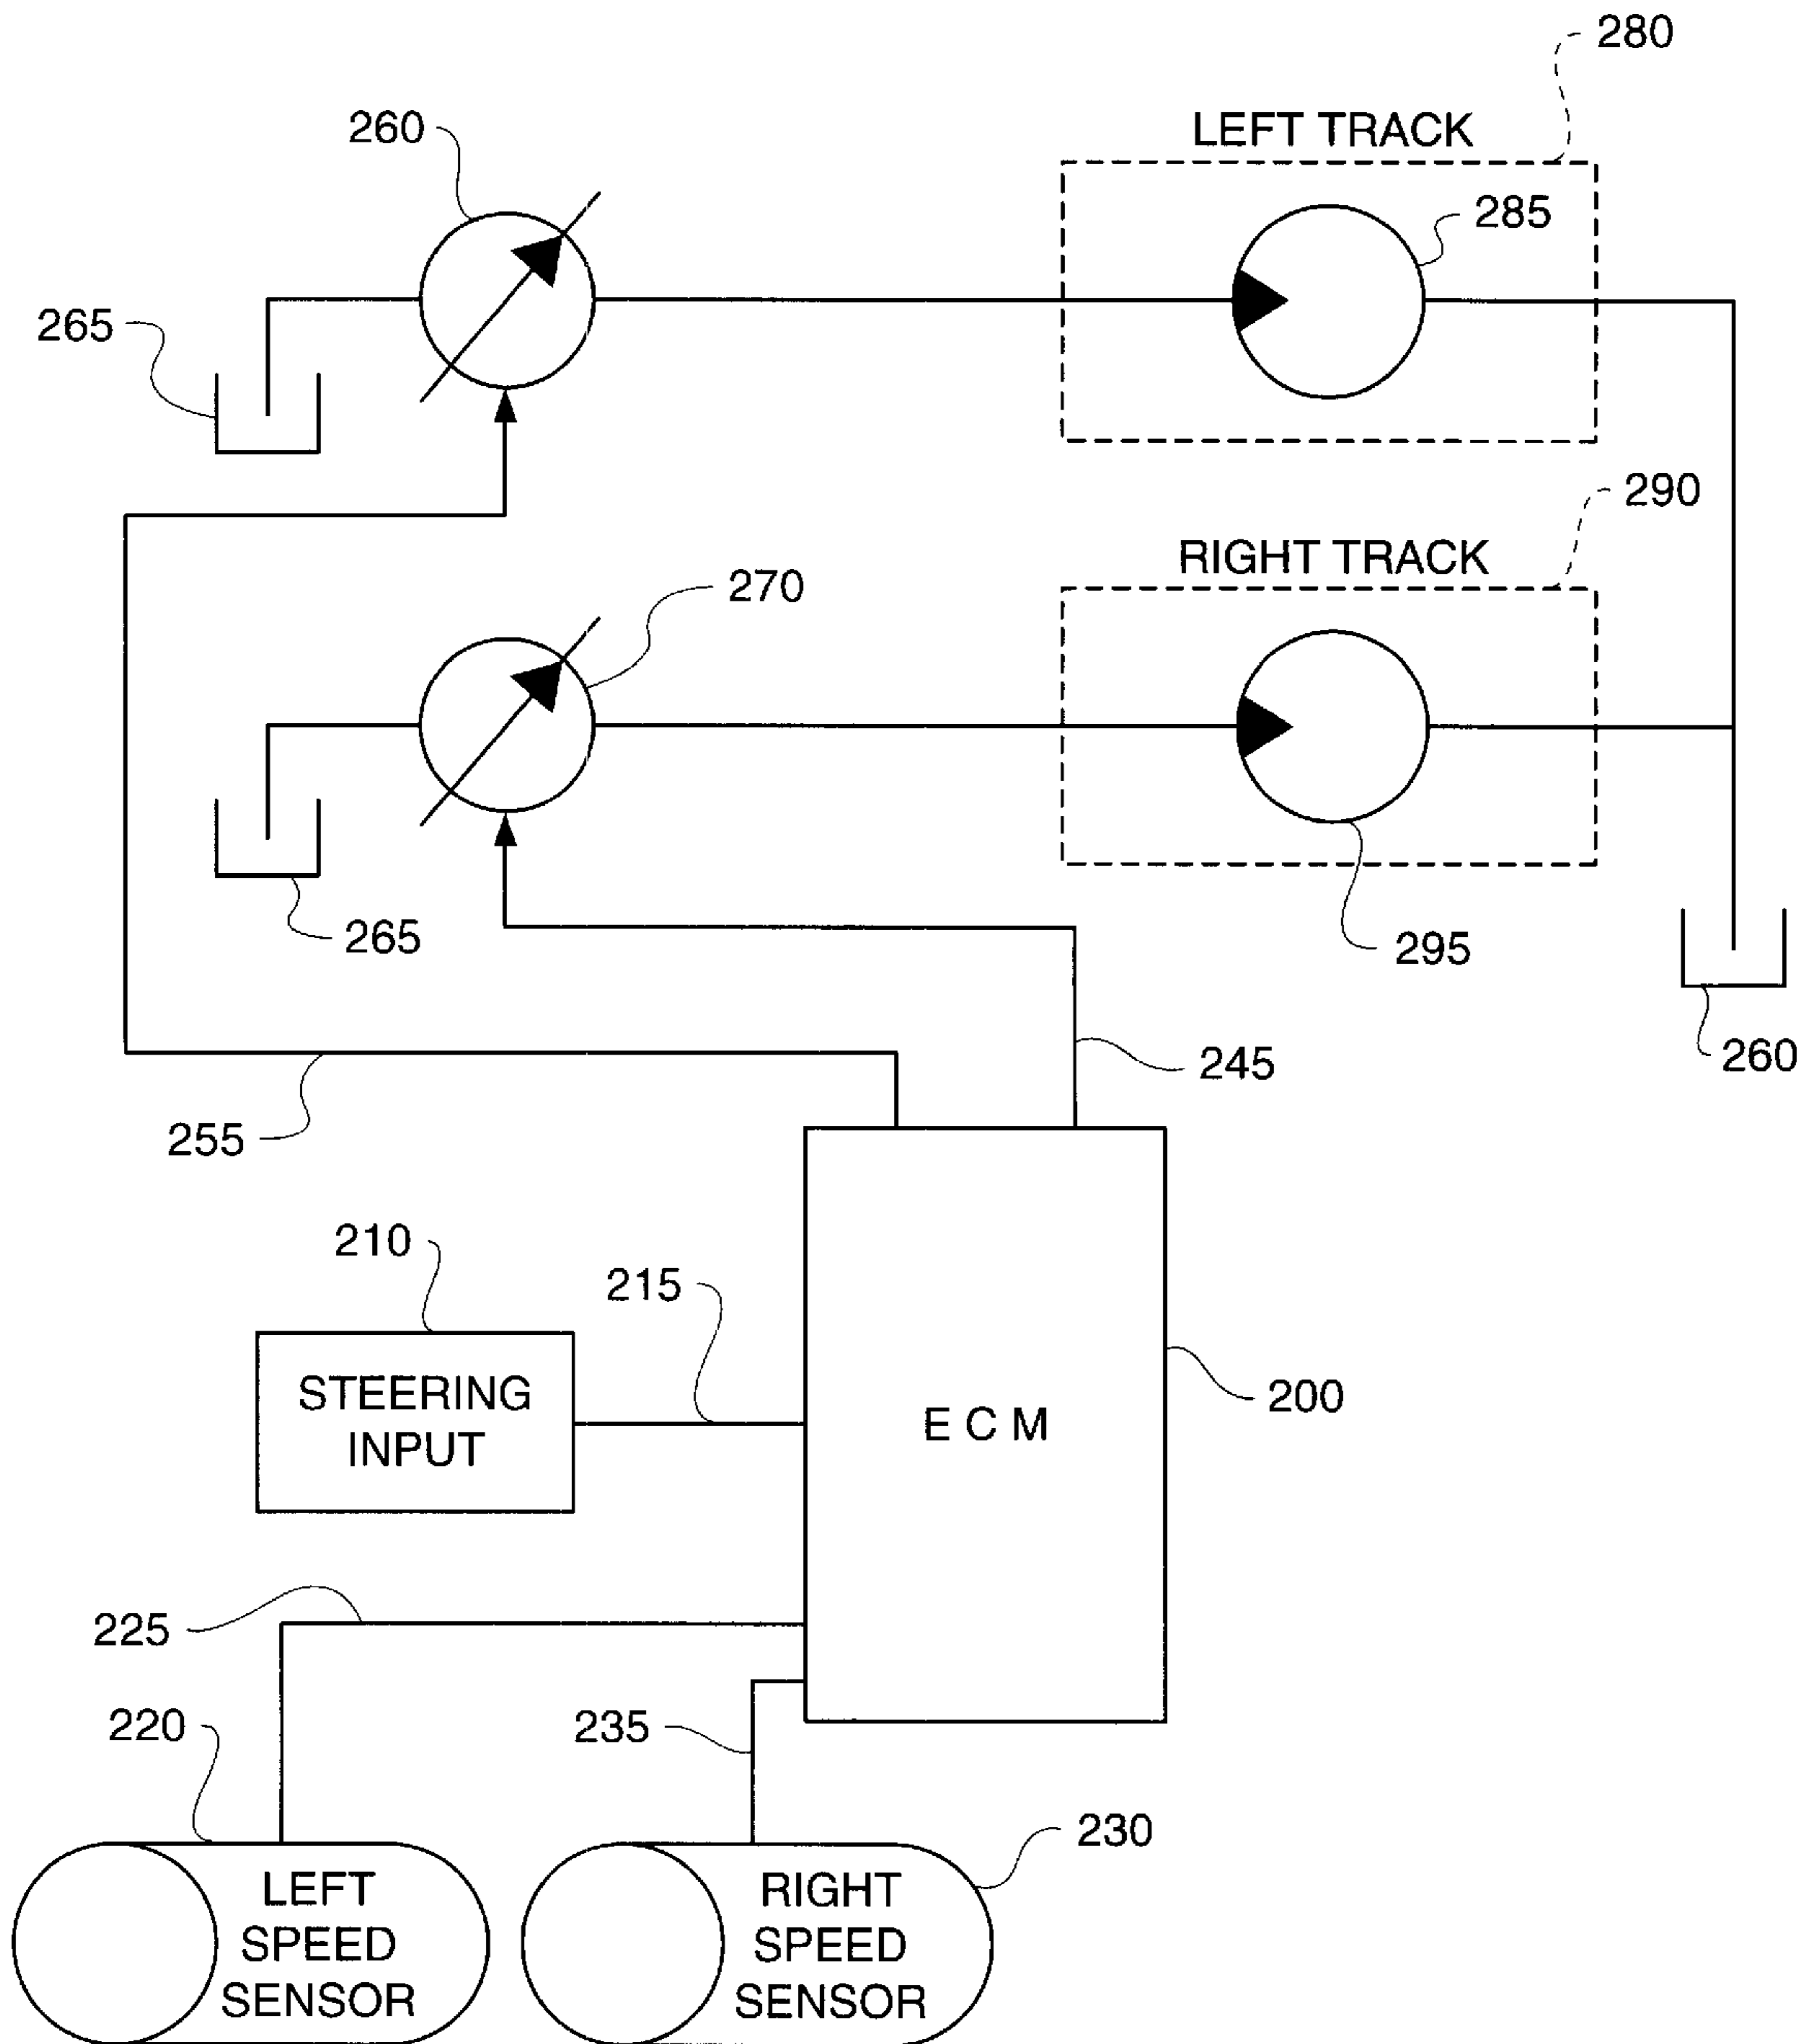 280
260
LEFT TRACK
285
265
290
RIGHT TRACK
270
265
295
245
260
255
210
215
STEERING
INPUT
E C M
200
225
220
235
230
LEFT
SPEED
SENSOR
RIGHT
SPEED
SENSOR